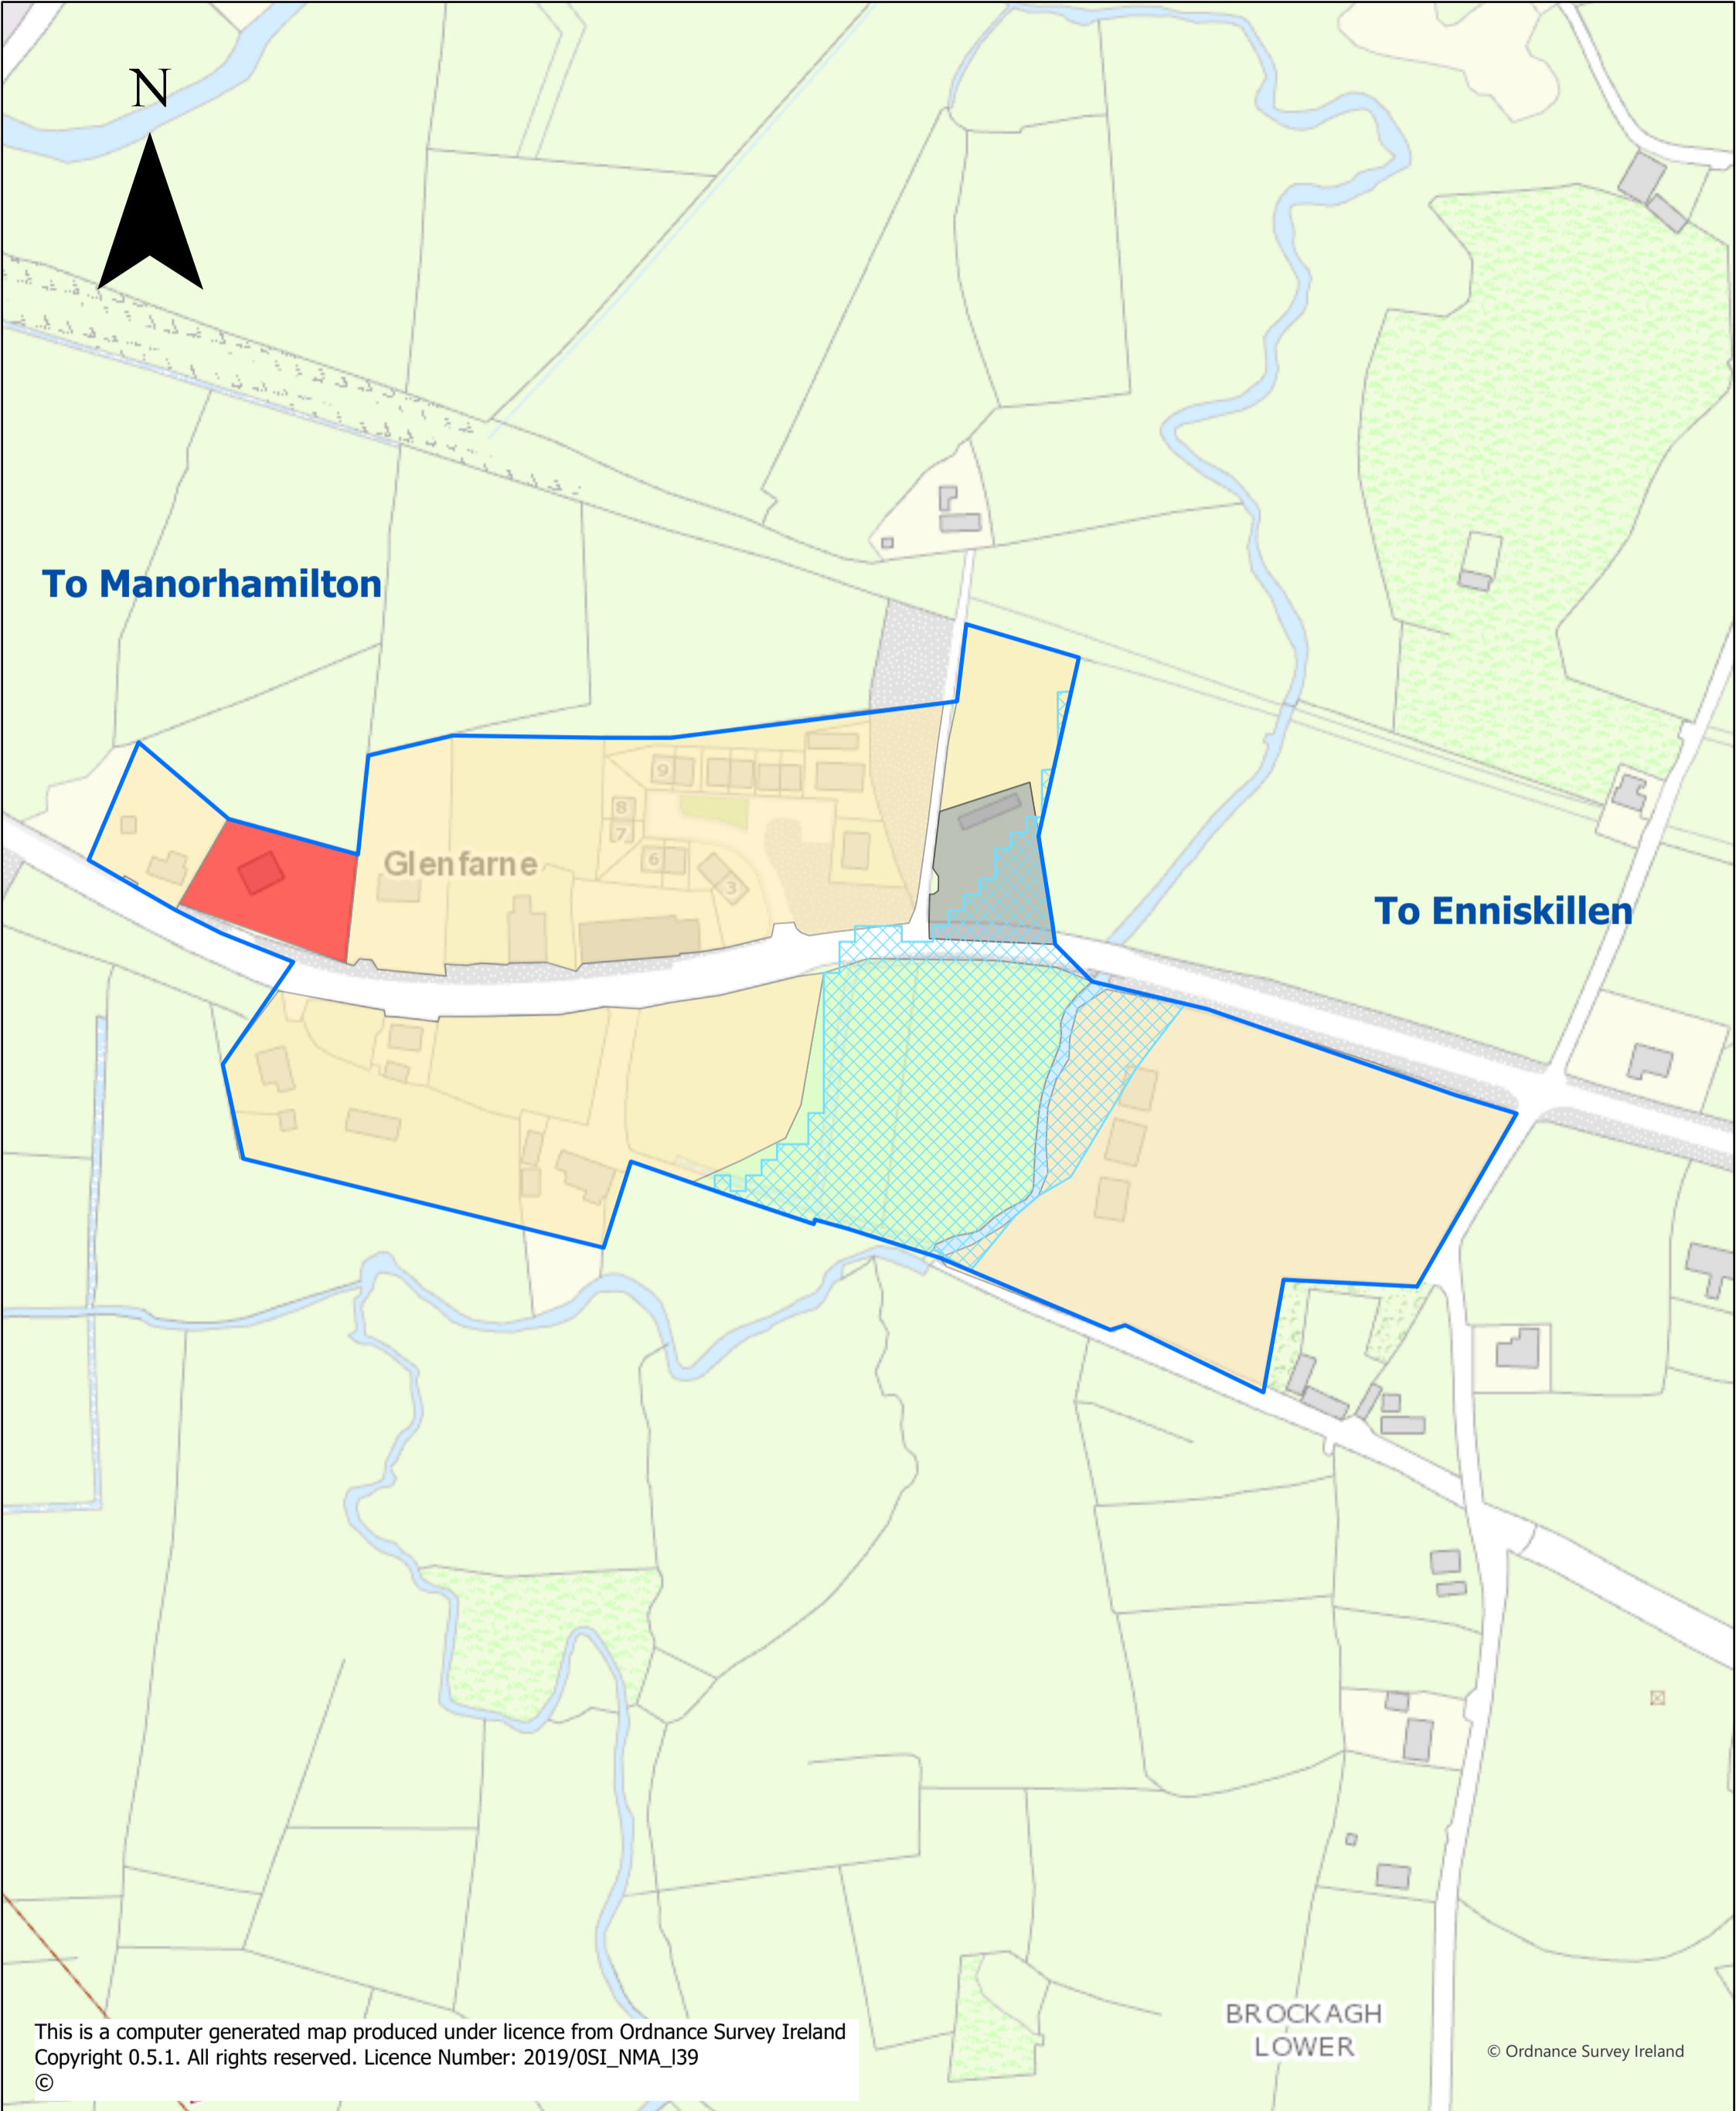 N
To Manorhamilton
9
8
7
Glenfarne
6
3
To Enniskillen
BROCKAGH
LOWER
This is a computer generated map produced under licence from Ordnance Survey Ireland
Copyright 0.5.1. All rights reserved. Licence Number: 2019/0SI_NMA_l39
©
© Ordnance Survey Ireland